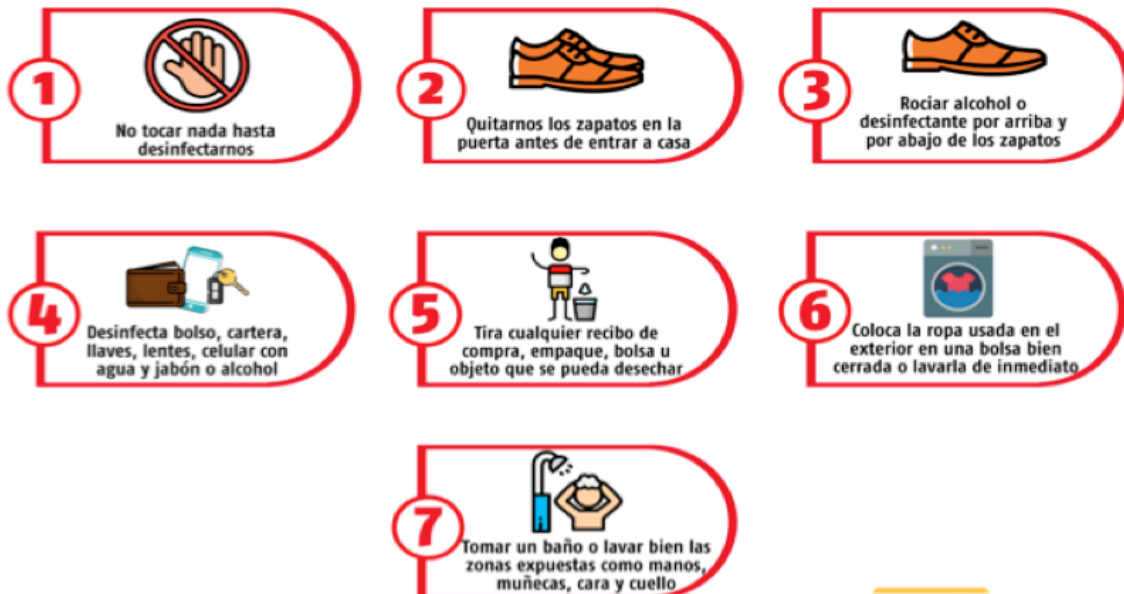 1
No tocar nada hasta
desinfectarnos
2
Quitarnos los zapatos en la
puerta antes de entrar a casa
3
Rociar alcohol o
desinfectante por arriba y
por abajo de los zapatos
4
Desinfecta bolso, cartera,
llaves, lentes, celular con
agua y jabón o alcohol
5
Tira cualquier recibo de
compra, empaque, bolsa u
objeto que se pueda desechar
6
Coloca la ropa usada en el
exterior en una bolsa bien
cerrada o lavarla de inmediato
7
Tomar un baño o lavar bien las
zonas expuestas como manos,
muñecas, cara y cuello